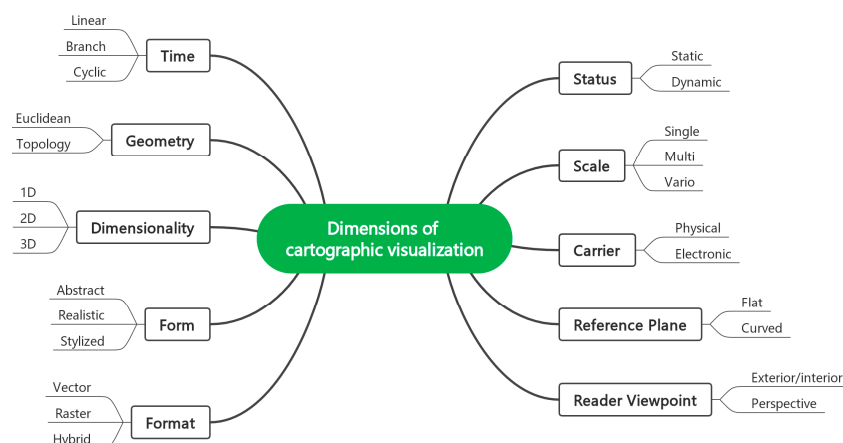 Dimensions of
cartographic visualization
Time
Linear
Branch
Cyclic
Geometry
Euclidean
Topology
Dimensionality
1D
2D
3D
Form
Abstract
Realistic
Stylized
Format
Vector
Raster
Hybrid
Status
Static
Dynamic
Scale
Single
Multi
Vario
Carrier
Physical
Electronic
Reference Plane
Flat
Curved
Reader Viewpoint
Exterior/interior
Perspective